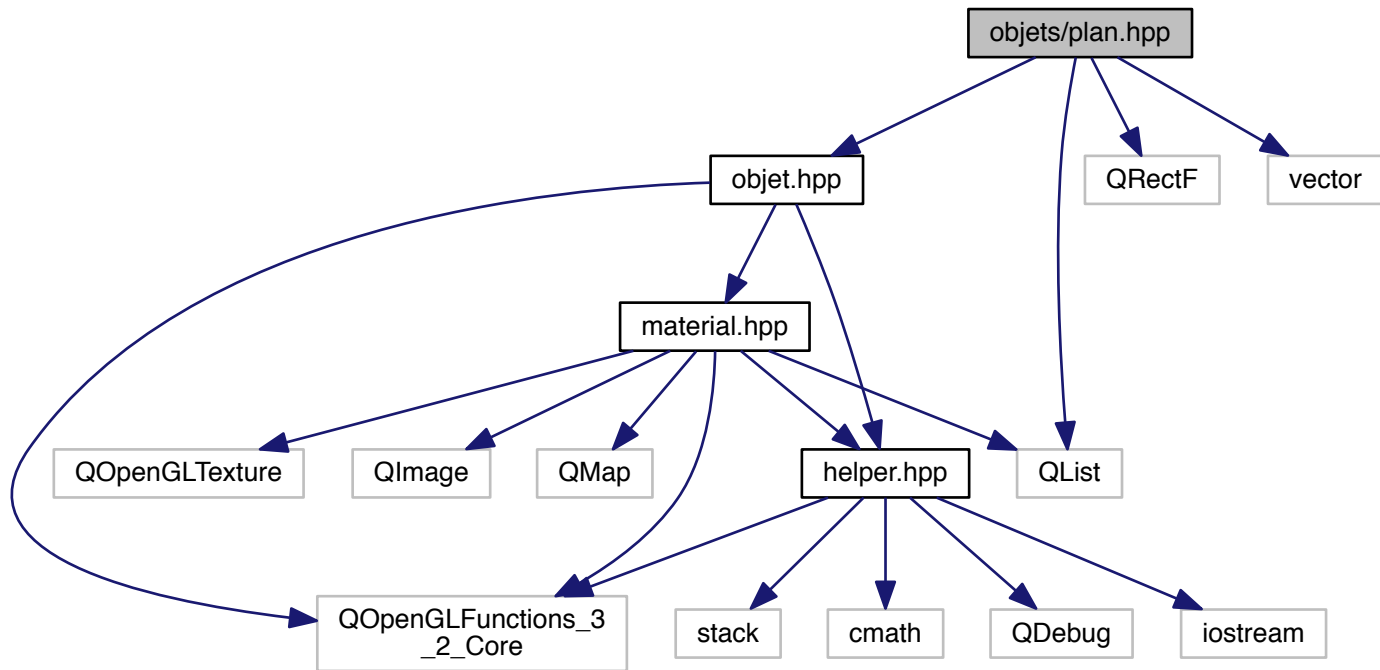 objets/plan.hpp
objet.hpp
QRectF
vector
material.hpp
QOpenGLTexture
QImage
QMap
helper.hpp
QList
QOpenGLFunctions_3
_2_Core
stack
cmath
QDebug
iostream